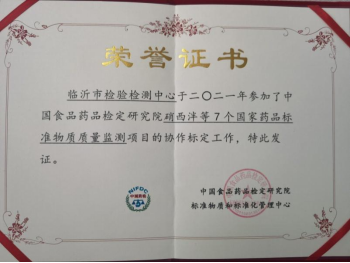 荣誉证书
临沂市检验检测中心于二〇二一年参加了中
国食品药品检定研究院硝西泮等7个国家药品标
准物质质量监测项目的协作标定工作，特此发
证。
NIFDC
中国食品药品检定研究院
标准物质和标准化管理中心